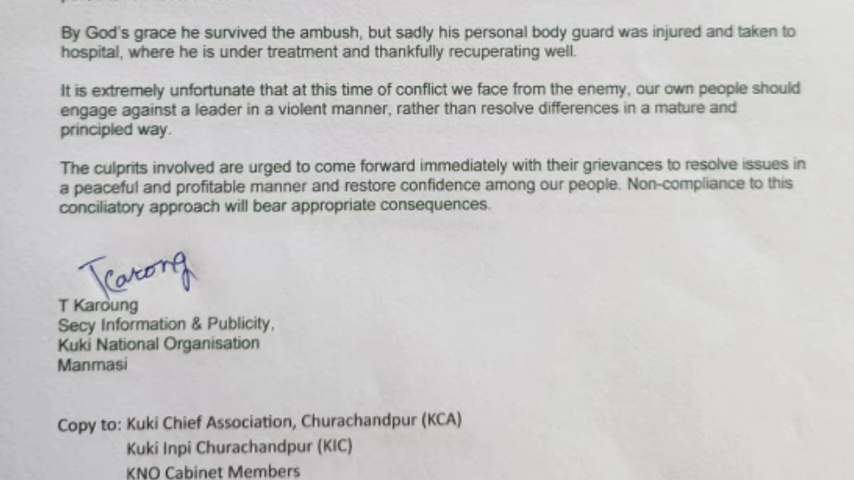 By God's grace he survived the ambush, but sadly his personal body guard was injured and taken to
hospital, where he is under treatment and thankfully recuperating well.
It is extremely unfortunate that at this time of conflict we face from the enemy, our own people should
engage against a leader in a violent manner, rather than resolve differences in a mature and
principled way.
The culprits involved are urged to come forward immediately with their grievances to resolve issues in
a peaceful and profitable manner and restore confidence among our people. Non-compliance to this
conciliatory approach will bear appropriate consequences.
TKarong
T Karoung
Secy Information & Publicity,
Kuki National Organisation
Manmasi
Copy to: Kuki Chief Association, Churachandpur (KCA)
Kuki Inpi Churachandpur (KIC)
KNO Cabinet Members